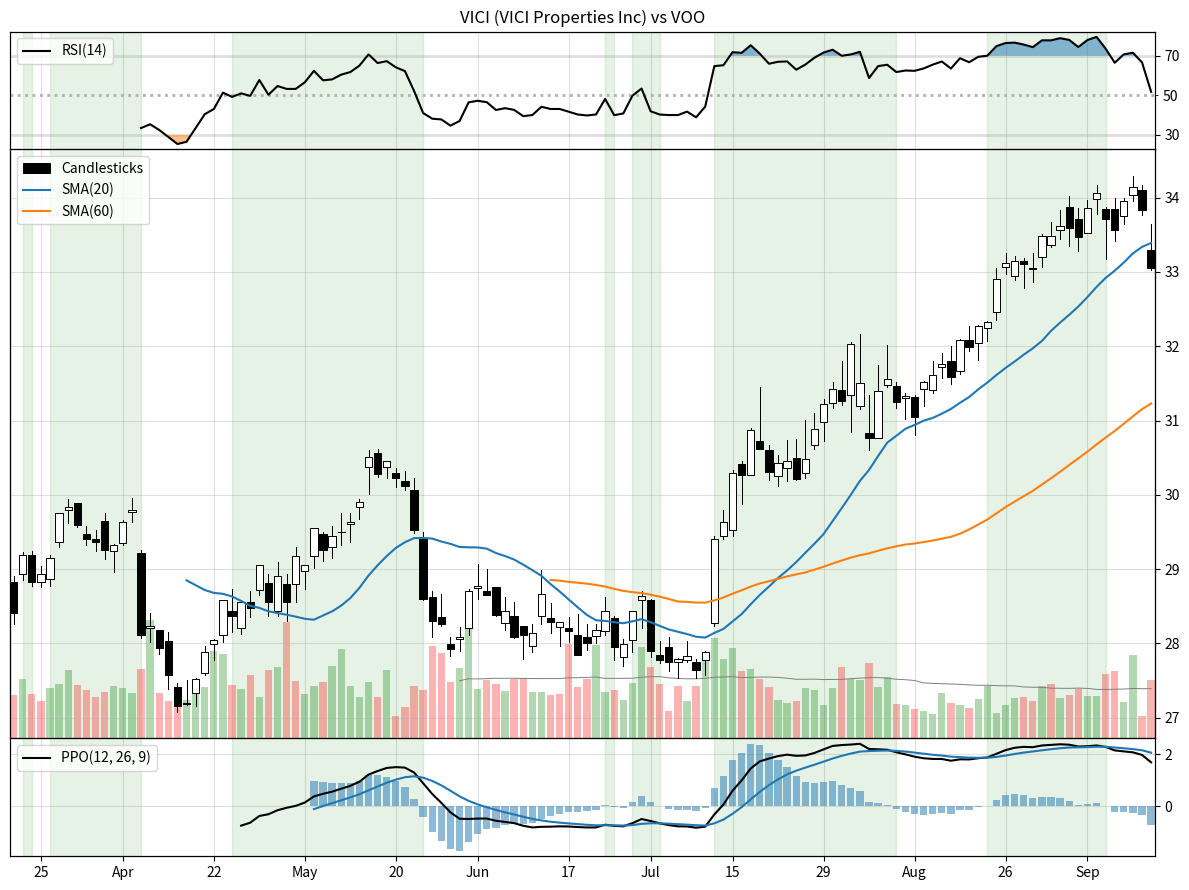 VICI (VICI Properties Inc) vs VOO
RSI(14)
70
50
30
Candlesticks
SMA(20)
SMA(60)
34
33
32
31
30
29
28
27
PPO(12, 26, 9)
2
0
25 Apr 22 May 20 Jun 17 Jul 15 29 Aug 26 Sep